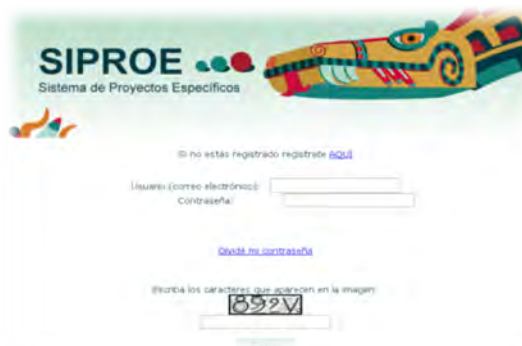 SIPROE
Sistema de Proyectos Específicos
Si no estás registrado registrate AQUÍ
Usuario (correo electrónico):
Contraseña:
Olvidé mi contraseña
Escriba los caracteres que aparecen en la imagen:
892V